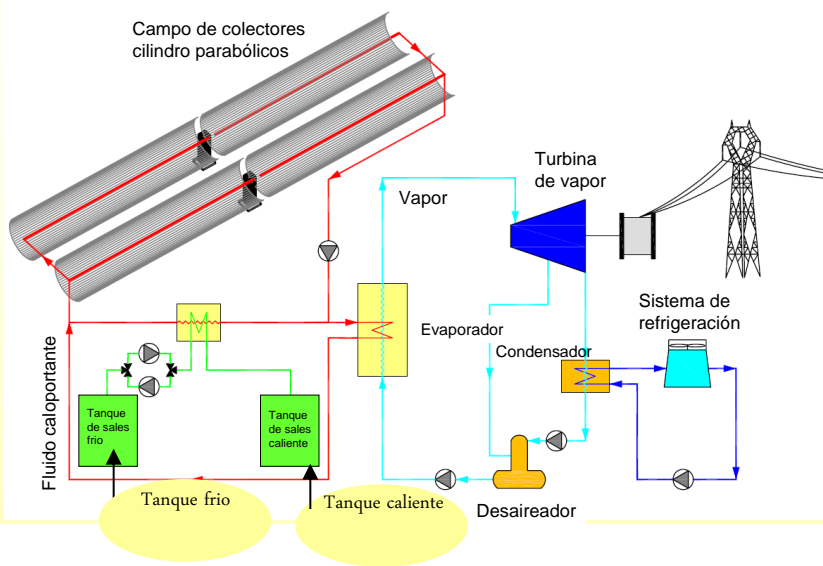 Campo de colectores
cilindro parabólicos
Turbina
de vapor
Vapor
Sistema de
refrigeración
Evaporador
Condensador
Fluido caloportante
Tanque
de sales
frio
Tanque
de sales
caliente
Tanque frio
Tanque caliente
Desaireador